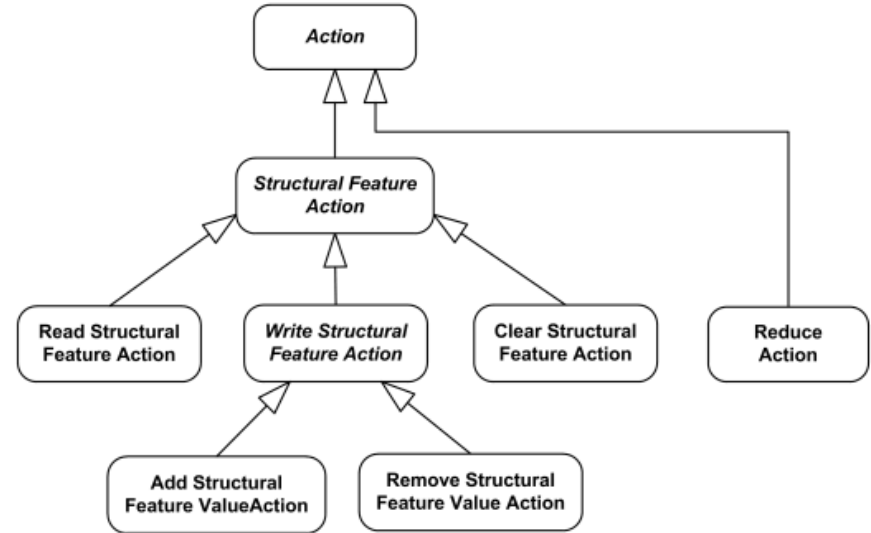 Action
Structural Feature
Action
Read Structural
Feature Action
Write Structural
Feature Action
Clear Structural
Feature Action
Reduce
Action
Add Structural
Feature ValueAction
Remove Structural
Feature Value Action